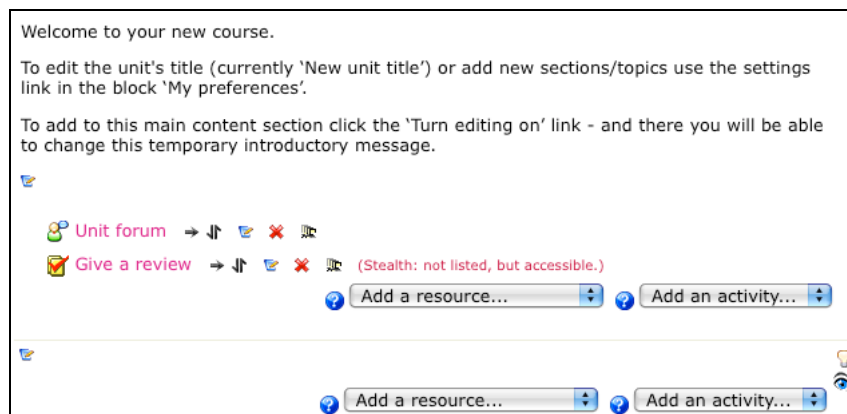 Welcome to your new course.
To edit the unit's title (currently ‘New unit title’) or add new sections/topics use the settings
link in the block ‘My preferences’.
To add to this main content section click the ‘Turn editing on’ link - and there you will be able
to change this temporary introductory message.
Unit forum
Give a review (Stealth: not listed, but accessible.)
Add a resource... Add an activity...
Add a resource... Add an activity...